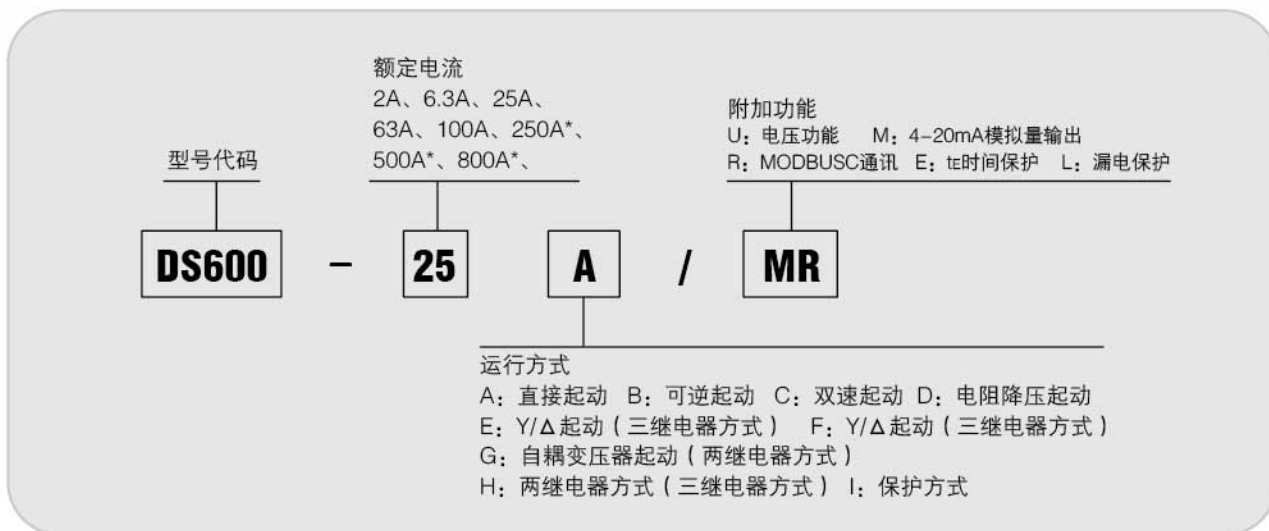 额定电流
2A、6.3A、25A、
63A、100A、250A*、
500A*、800A*、
附加功能
U：电压功能 M：4-20mA模拟量输出
R：MODBUSC通讯 E：tE时间保护 L：漏电保护
型号代码
DS600 - 25 A / MR
运行方式
A：直接起动 B：可逆起动 C：双速起动 D：电阻降压起动
E：Y/Δ起动（三继电器方式） F：Y/Δ起动（三继电器方式）
G：自耦变压器起动（两继电器方式）
H：两继电器方式（三继电器方式） I：保护方式